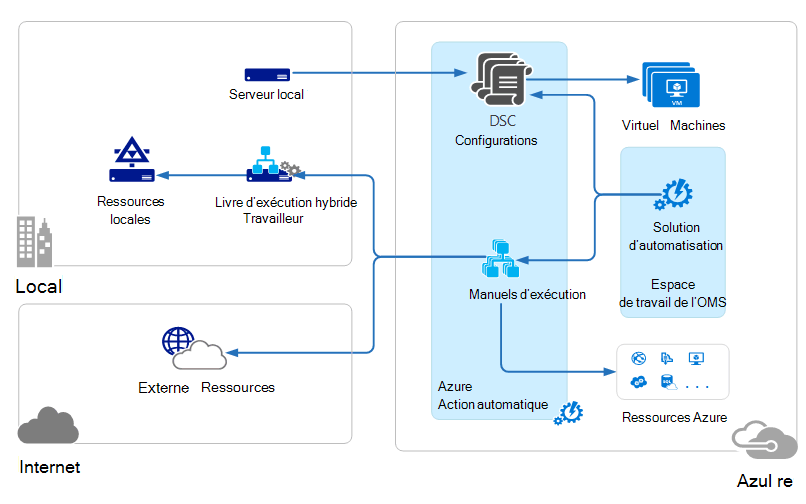 Serveur local
DSC
Configurations
Virtuel Machines
VM
Ressources
locales
Livre d'exécution hybride
Travailleur
Solution
d'automatisation
Local
Manuels d'exécution
Espace
de travail de l'OMS
Externe Ressources
Azure
Action automatique
SQL
. . .
Ressources Azure
Internet
Azul re